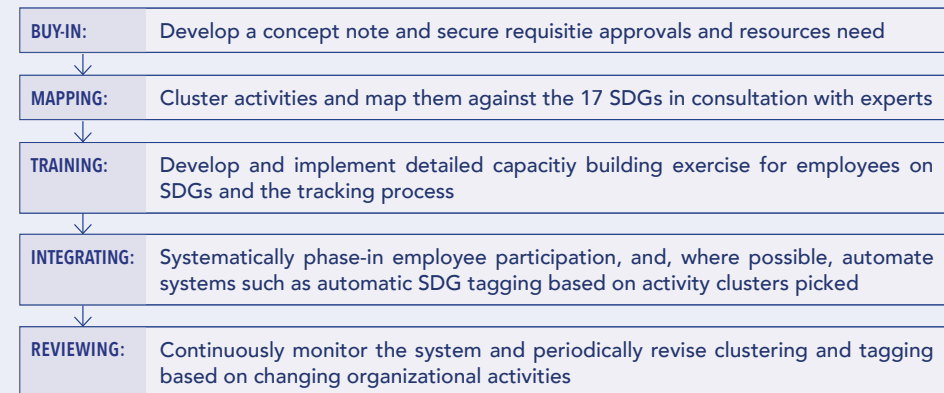 BUY-IN: Develop a concept note and secure requisitie approvals and resources need
MAPPING: Cluster activities and map them against the 17 SDGs in consultation with experts
TRAINING: Develop and implement detailed capacitiy building exercise for employees on
SDGs and the tracking process
INTEGRATING: Systematically phase-in employee participation, and, where possible, automate
systems such as automatic SDG tagging based on activity clusters picked
REVIEWING: Continuously monitor the system and periodically revise clustering and tagging
based on changing organizational activities